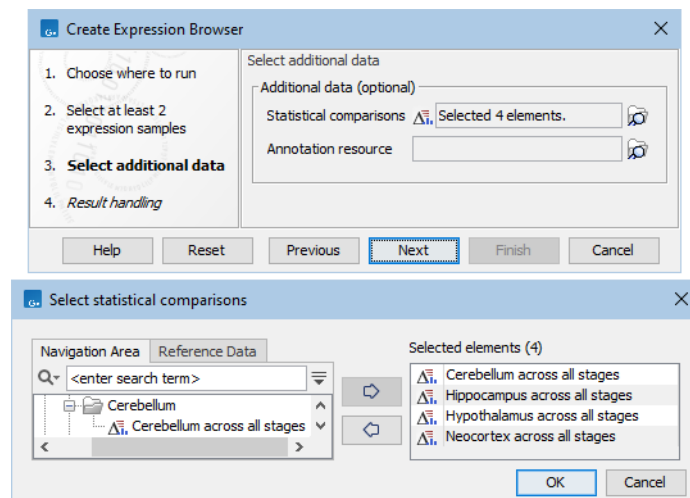 Create Expression Browser
1. Choose where to run
2. Select at least 2
expression samples
3. Select additional data
4. Result handling
Select additional data
Additional data (optional)
Statistical comparisons Selected 4 elements.
Annotation resource
Help Reset Previous Next Finish Cancel
Select statistical comparisons
Navigation Area Reference Data
<enter search term>
Cerebellum
Cerebellum across all stages
Selected elements (4)
Cerebellum across all stages
Hippocampus across all stages
Hypothalamus across all stages
Neocortex across all stages
OK Cancel